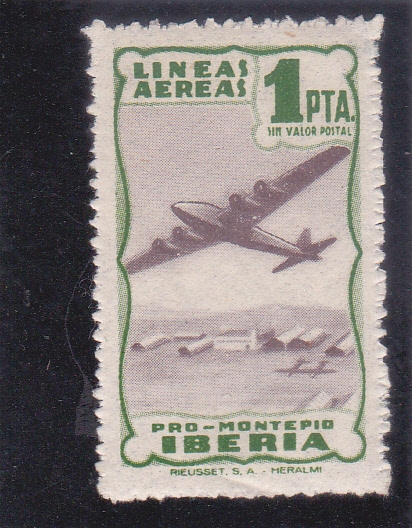 LINEAS
AEREAS
1 PTA.
SIN VALOR POSTAL
PRO-MONTEPIO
IBERIA
RIEUSSET, S. A. - HERALMI